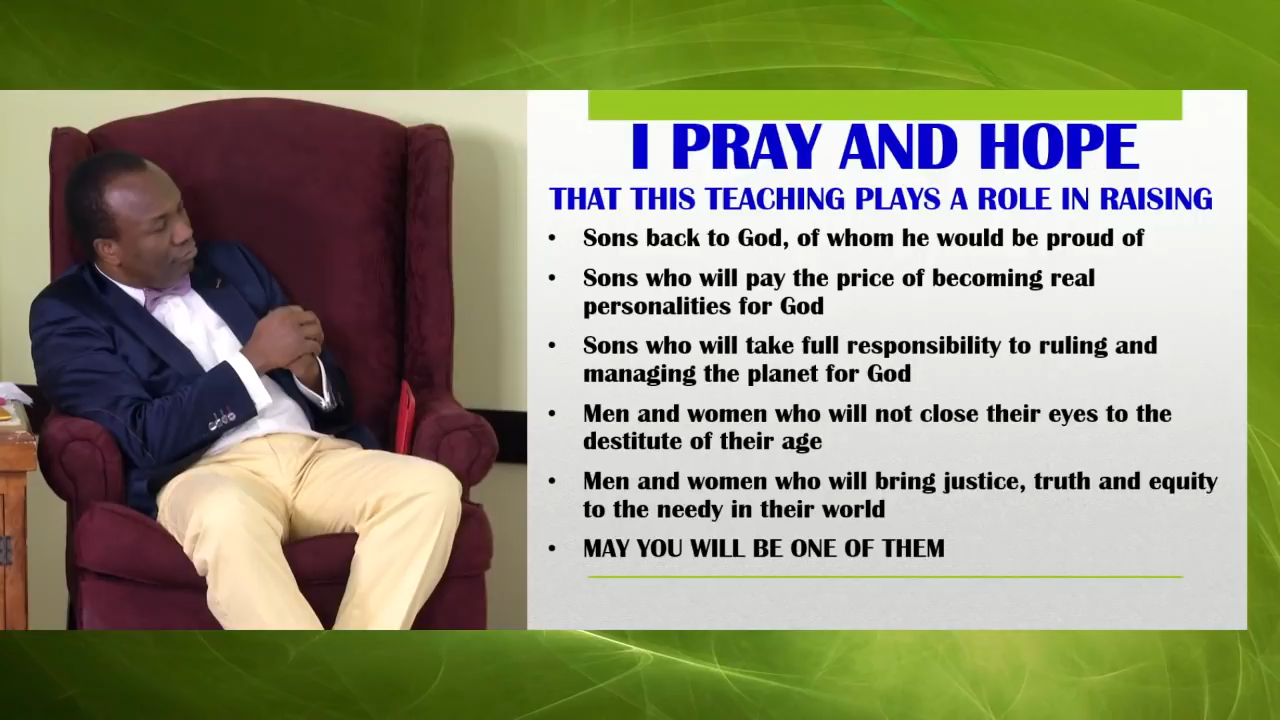 I PRAY AND HOPE
THAT THIS TEACHING PLAYS A ROLE IN RAISING
• Sons back to God, of whom he would be proud of
• Sons who will pay the price of becoming real
personalities for God
• Sons who will take full responsibility to ruling and
managing the planet for God
• Men and women who will not close their eyes to the
destitute of their age
• Men and women who will bring justice, truth and equity
to the needy in their world
• MAY YOU WILL BE ONE OF THEM